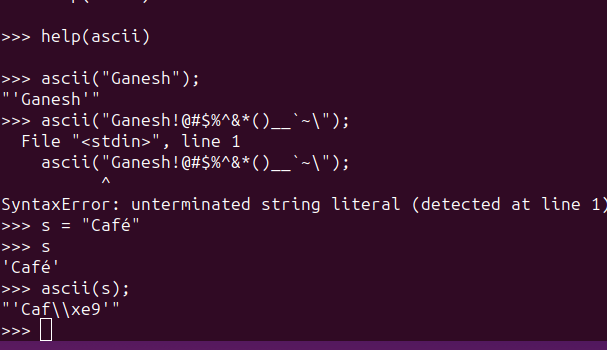 >>> help(ascii)
>>> ascii("Ganesh");
"'Ganesh'"
>>> ascii("Ganesh!@#$%^&*()__`~\");
  File "<stdin>", line 1
    ascii("Ganesh!@#$%^&*()__`~\");
          ^
SyntaxError: unterminated string literal (detected at line 1)
>>> s = "Café"
>>> s
'Café'
>>> ascii(s);
"'Caf\\xe9'"
>>>